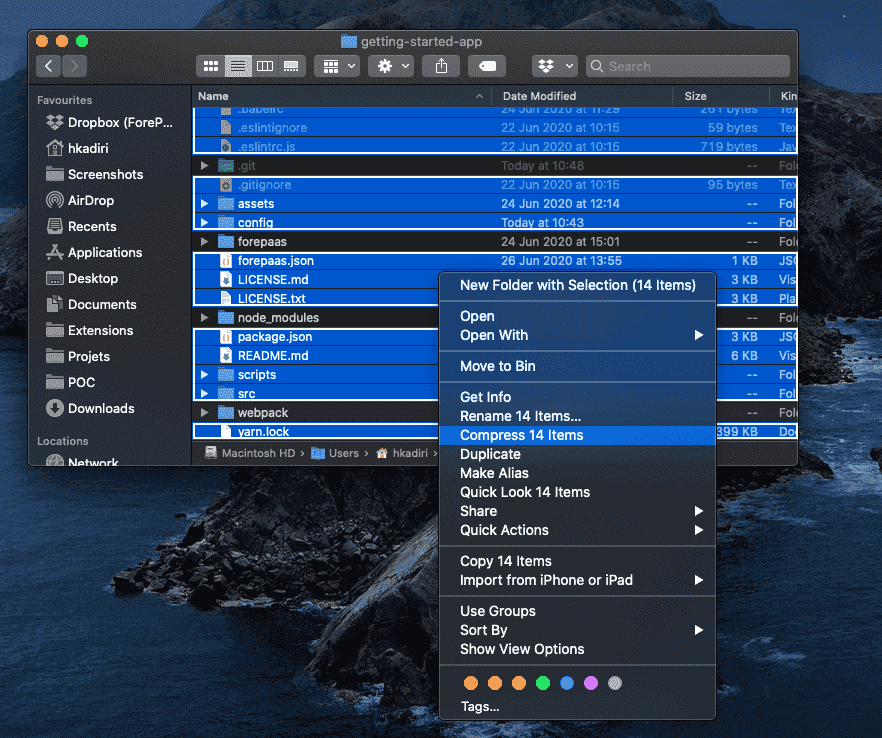 getting-started-app
Search
Favourites
Dropbox (ForeP...
hkadiri
Screenshots
AirDrop
Recents
Applications
Desktop
Documents
Extensions
Projets
POC
Downloads
Locations
Network
Name Date Modified Size Kin
.babelrc 24 Jun 2020 at 11:29 261 bytes Tex
.eslintignore 22 Jun 2020 at 10:15 59 bytes Tex
.eslintrc.js 22 Jun 2020 at 10:15 719 bytes Jav
.git Today at 10:48 -- Fol
.gitignore 22 Jun 2020 at 10:15 95 bytes Tex
assets 24 Jun 2020 at 12:14 -- Fol
config Today at 10:43 -- Fol
forepaas 24 Jun 2020 at 15:01 -- Fol
forepaas.json 26 Jun 2020 at 13:55 1 KB JSO
LICENSE.md 3 KB Vis
LICENSE.txt 3 KB Pla
node_modules -- Fol
package.json 3 KB JSO
README.md 6 KB Vis
scripts -- Fol
src -- Fol
webpack -- Fol
yarn.lock 399 KB Do
Macintosh HD › Users › hkadiri ›
New Folder with Selection (14 Items)
Open
Open With
Move to Bin
Get Info
Rename 14 Items...
Compress 14 Items
Duplicate
Make Alias
Quick Look 14 Items
Share
Quick Actions
Copy 14 Items
Import from iPhone or iPad
Use Groups
Sort By
Show View Options
Tags...